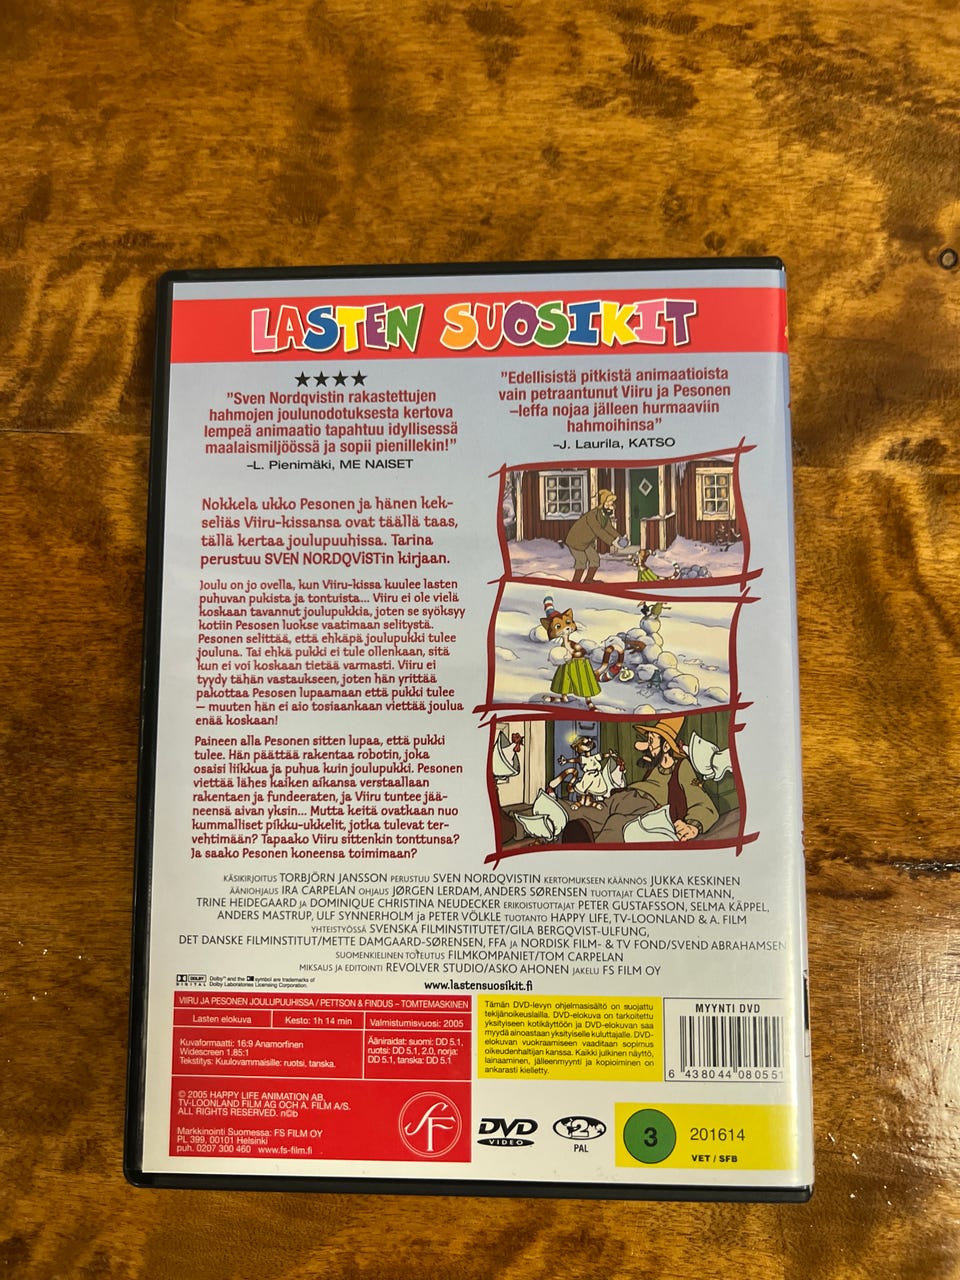 LASTEN SUOSIKIT
★★★★
"Sven Nordqvistin rakastettujen
hahmojen joulunodotuksesta kertova
lempeä animaatio tapahtuu idyllisessä
maalaismiljöössä ja sopii pienillekin!"
–L. Pienimäki, ME NAISET
"Edellisistä pitkistä animaatioista
vain petraantunut Viiru ja Pesonen
–leffa nojaa jälleen hurmaaviin
hahmoihinsa"
–J. Laurila, KATSO
Nokkela ukko Pesonen ja hänen kek-
seliäs Viiru-kissansa ovat täällä taas,
tällä kertaa joulupuuhissa. Tarina
perustuu SVEN NORDQVISTin kirjaan.
Joulu on jo ovella, kun Viiru-kissa kuulee lasten
puhuvan pukista ja tontuista... Viiru ei ole vielä
koskaan tavannut joulupukkia, joten se syöksyy
kotiin Pesosen luokse vaatimaan selitystä.
Pesonen selittää, että ehkäpä joulupukki tulee
jouluna. Tai ehkä pukki ei tule ollenkaan, sitä
kun ei voi koskaan tietää varmasti. Viiru ei
tyydy tähän vastaukseen, joten hän yrittää
pakottaa Pesosen lupaamaan että pukki tulee
– muuten hän ei aio tosiaankaan viettää joulua
enää koskaan!
Paineen alla Pesonen sitten lupaa, että pukki
tulee. Hän päättää rakentaa robotin, joka
osaisi liikkua ja puhua kuin joulupukki. Pesonen
viettää lähes kaiken aikansa verstaallaan
rakentaen ja fundeeraten, ja Viiru tuntee jää-
neensä aivan yksin... Mutta keitä ovatkaan nuo
kummalliset pikku-ukkelit, jotka tulevat ter-
vehtimään? Tapaako Viiru sittenkin tonttunsa?
Ja saako Pesonen koneensa toimimaan?
KÄSIKIRJOITUS TORBJÖRN JANSSON PERUSTUU SVEN NORDQVISTIN KERTOMUKSEEN KÄÄNNÖS JUKKA KESKINEN
ÄÄNIOHJAUS IRA CARPELAN OHJAUS JØRGEN LERDAM, ANDERS SØRENSEN TUOTTAJAT CLAES DIETMANN,
TRINE HEIDEGAARD JA DOMINIQUE CHRISTINA NEUDECKER ERIKOISTUOTTAJAT PETER GUSTAFSSON, SELMA KÄPPEL,
ANDERS MASTRUP, ULF SYNNERHOLM JA PETER VÖLKLE TUOTANTO HAPPY LIFE, TV-LOONLAND & A. FILM
YHTEISTYÖSSÄ SVENSKA FILMINSTITUTET/GILA BERGQVIST-ULFUNG,
DET DANSKE FILMINSTITUT/METTE DAMGAARD-SØRENSEN, FFA JA NORDISK FILM- & TV FOND/SVEND ABRAHAMSEN
SUOMENKIELINEN TOTEUTUS FILMKOMPANIET/TOM CARPELAN
MIKSAUS JA EDITOINTI REVOLVER STUDIO/ASKO AHONEN JAKELU FS FILM OY
DOLBY DIGITAL Dolby™ and the symbol are trademarks of
Dolby Laboratories Licensing Corporation.
www.lastensuosikit.fi
VIIRU JA PESONEN JOULUPUUHISSA / PETTSON & FINDUS – TOMTEMASKINEN
Lasten elokuva
Kesto: 1h 14 min
Valmistumisvuosi: 2005
Kuvaformaatti: 16:9 Anamorfinen
Widescreen 1.85:1
Tekstitys: Kuulovammaisille: ruotsi, tanska.
Ääniraidat: suomi: DD 5.1,
ruotsi: DD 5.1, 2.0, norja:
DD 5.1, tanska: DD 5.1
© 2005 HAPPY LIFE ANIMATION AB,
TV-LOONLAND FILM AG OCH A. FILM A/S.
ALL RIGHTS RESERVED. n©b
Markkinointi Suomessa: FS FILM OY
PL 399, 00101 Helsinki
puh. 0207 300 460 www.fs-film.fi
SF
Tämän DVD-levyn ohjelmasisältö on suojattu
tekijänoikeuslailla. DVD-elokuva on tarkoitettu
yksityiseen kotikäyttöön ja DVD-elokuvan saa
myydä ainoastaan yksityiselle kuluttajalle. DVD-
elokuvan vuokraamiseen vaaditaan sopimus
oikeudenhaltijan kanssa. Kaikki julkinen näyttö,
lainaaminen, jälleenmyynti ja kopioiminen on
ankarasti kielletty.
MYYNTI DVD
6 438044 080551
DVD
VIDEO
2
PAL
3
201614
VET / SFB